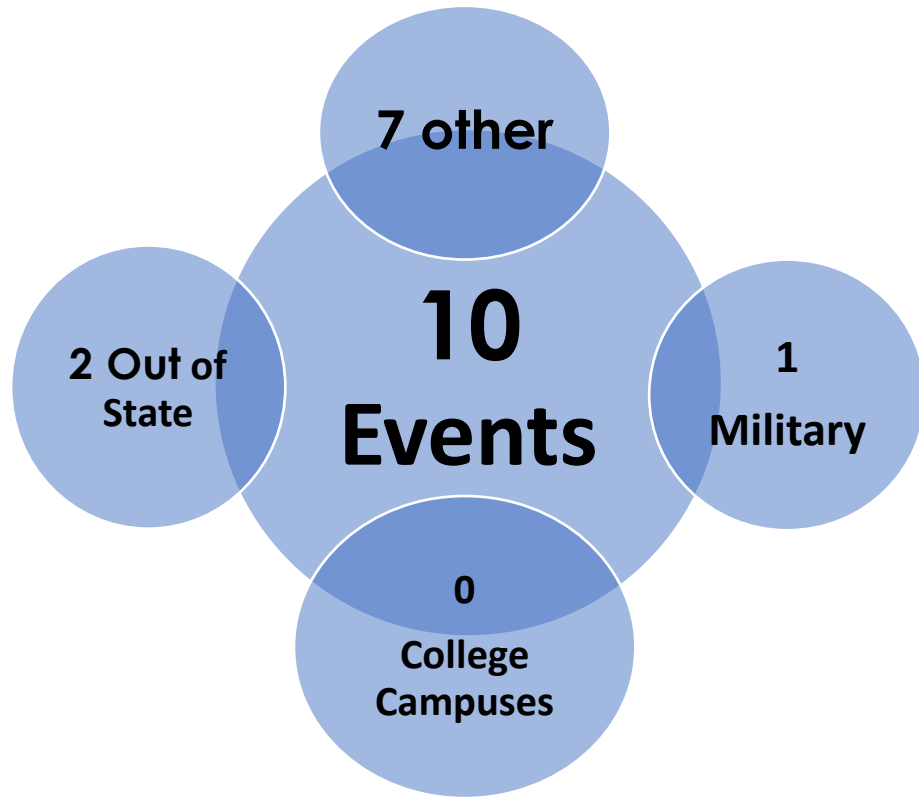 7 other
10
Events
2 Out of
State
1
Military
0
College
Campuses